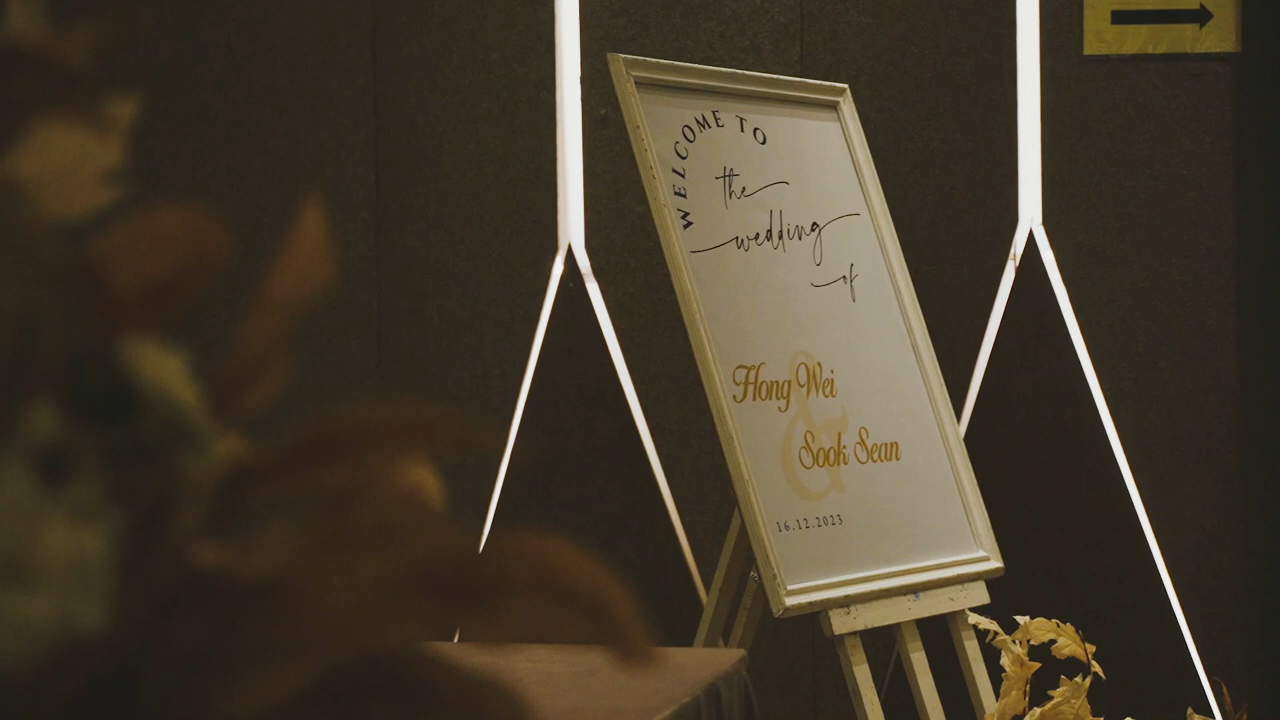 WELCOME TO
the
wedding
of
Hong Wei
&
Sook Sean
16.12.2023